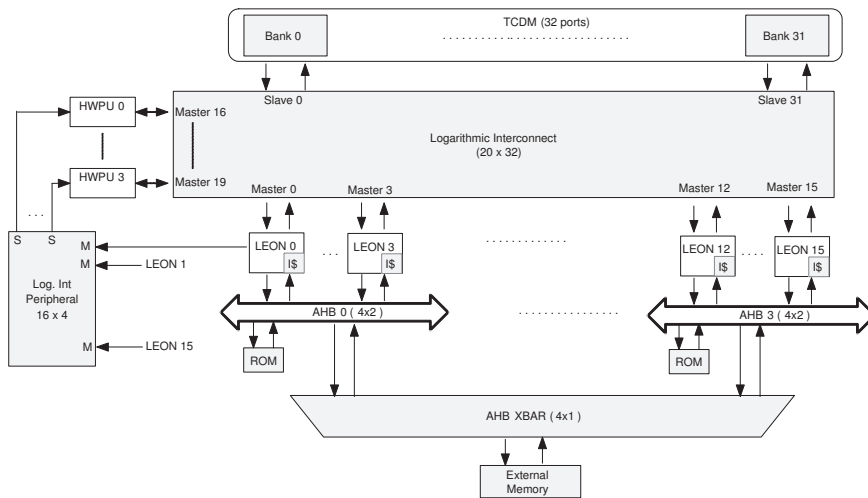 TCDM (32 ports)
Bank 0
. . . . . . . . . . . . . . . . . . . . . . . . . . . . . .
Bank 31
Slave 0
Slave 31
HWPU 0
Master 16
Logarithmic Interconnect
(20 x 32)
HWPU 3
Master 19
Master 0
Master 3
Master 12
Master 15
. . .
S S
M
LEON 0
I$
. . .
LEON 3
I$
. . . . . . . . . . . . . .
LEON 12
I$
. . . .
LEON 15
I$
M
LEON 1
Log. Int
Peripheral
16 x 4
AHB 0 ( 4x2 )
. . . . . . . . . . . . . .
AHB 3 ( 4x2 )
M
LEON 15
ROM
ROM
AHB XBAR ( 4x1 )
External
Memory